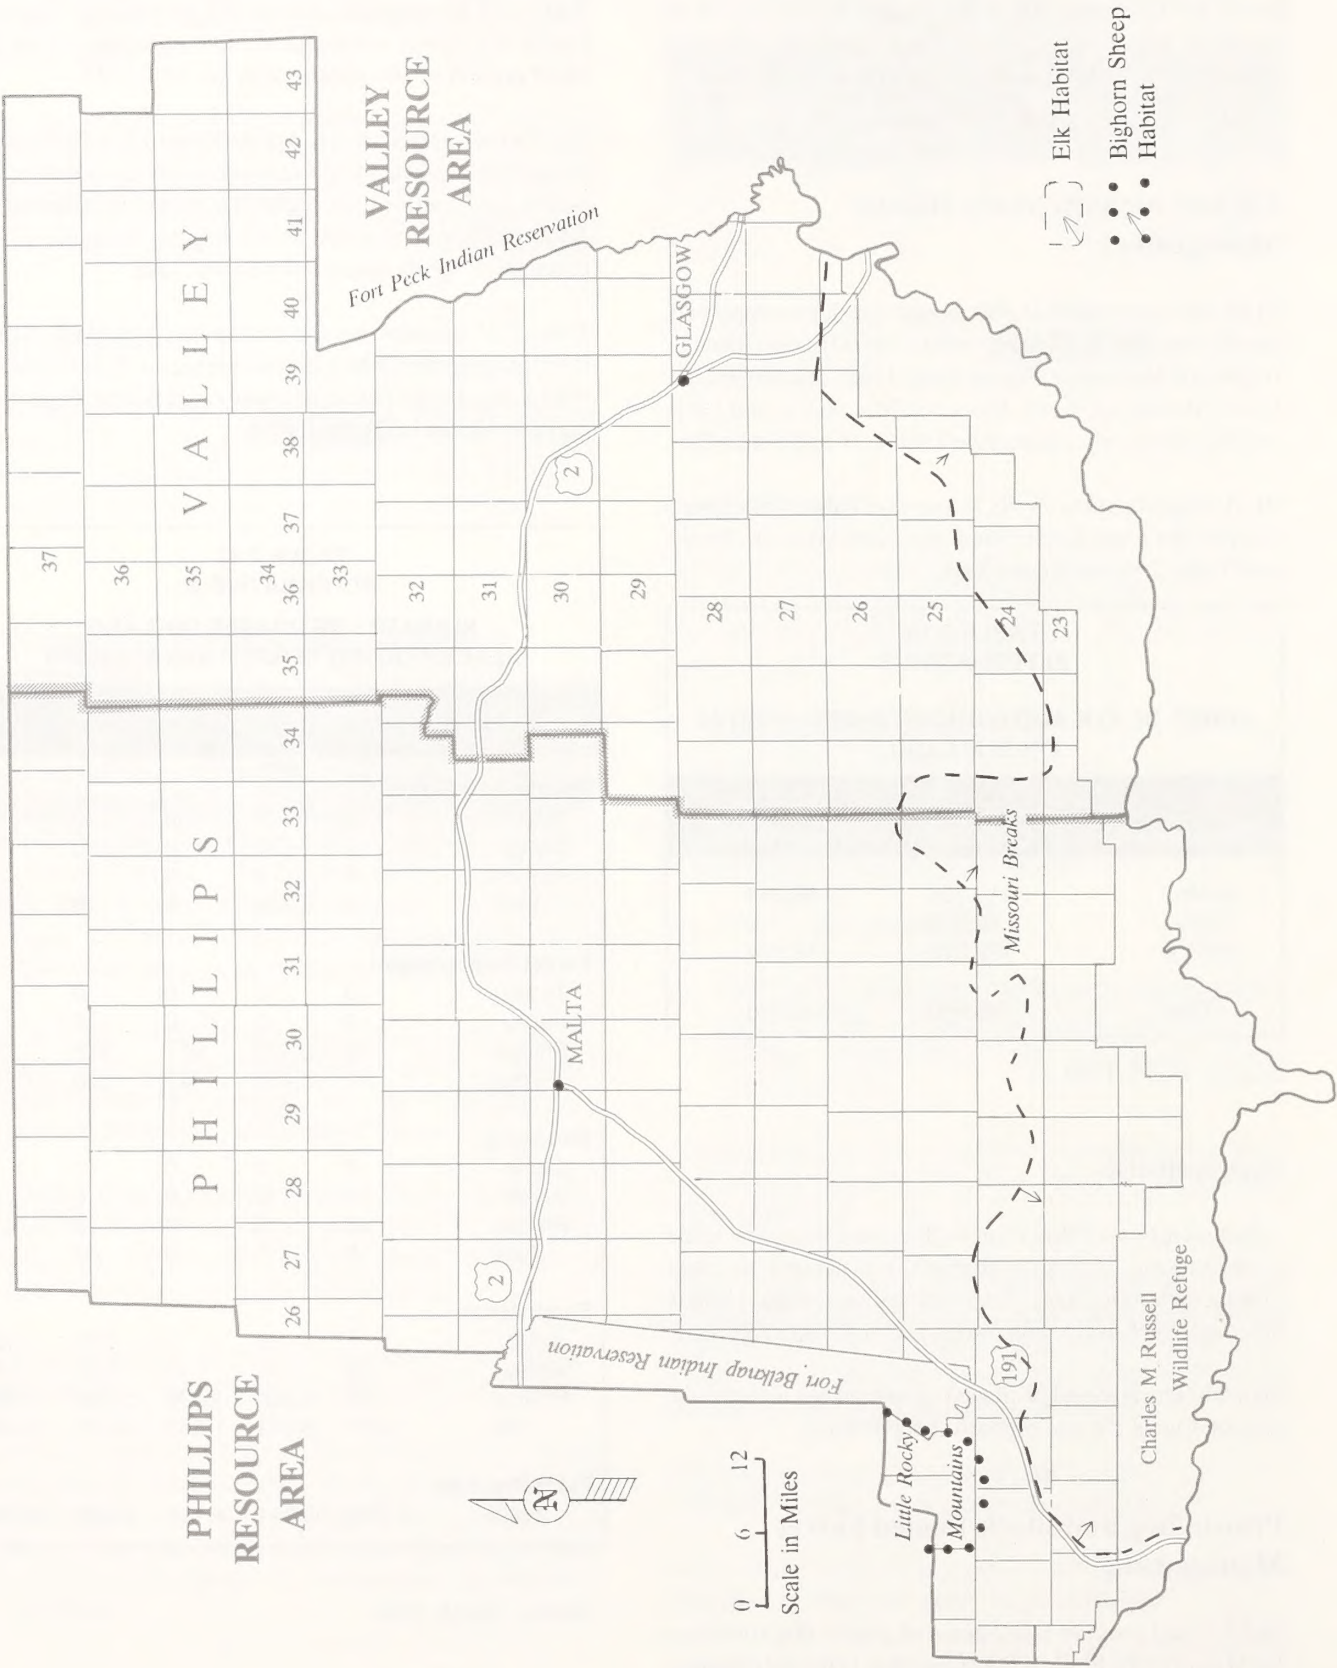 PHILLIPS
RESOURCE
AREA
VALLEY
RESOURCE
AREA
PHILLIPS
VALLEY
37
36
35
34
33
32
31
30
29
28
27
26
25
24
23
26
27
28
29
30
31
32
33
34
35
36
37
38
39
40
41
42
43
Fort Peck Indian Reservation
2
2
GLASGOW
MALTA
Fort Belknap Indian Reservation
191
Little Rocky
Mountains
Missouri Breaks
Charles M Russell
Wildlife Refuge
N
0 6 12
Scale in Miles
Elk Habitat
Bighorn Sheep
Habitat